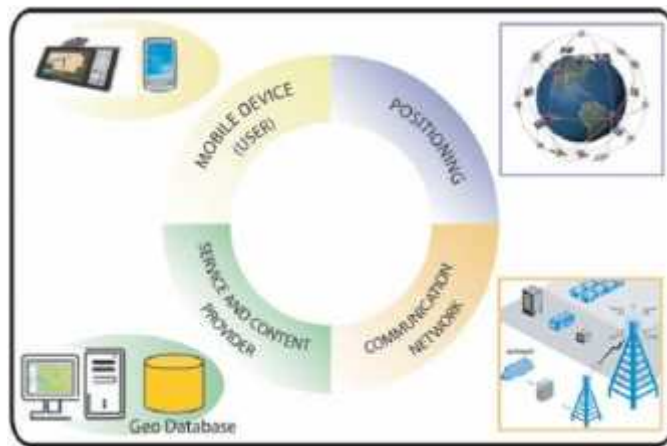 MOBILE DEVICE
(USER)
POSITIONING
SERVICE AND CONTENT
PROVIDER
COMMUNICATION
NETWORK
Geo Database